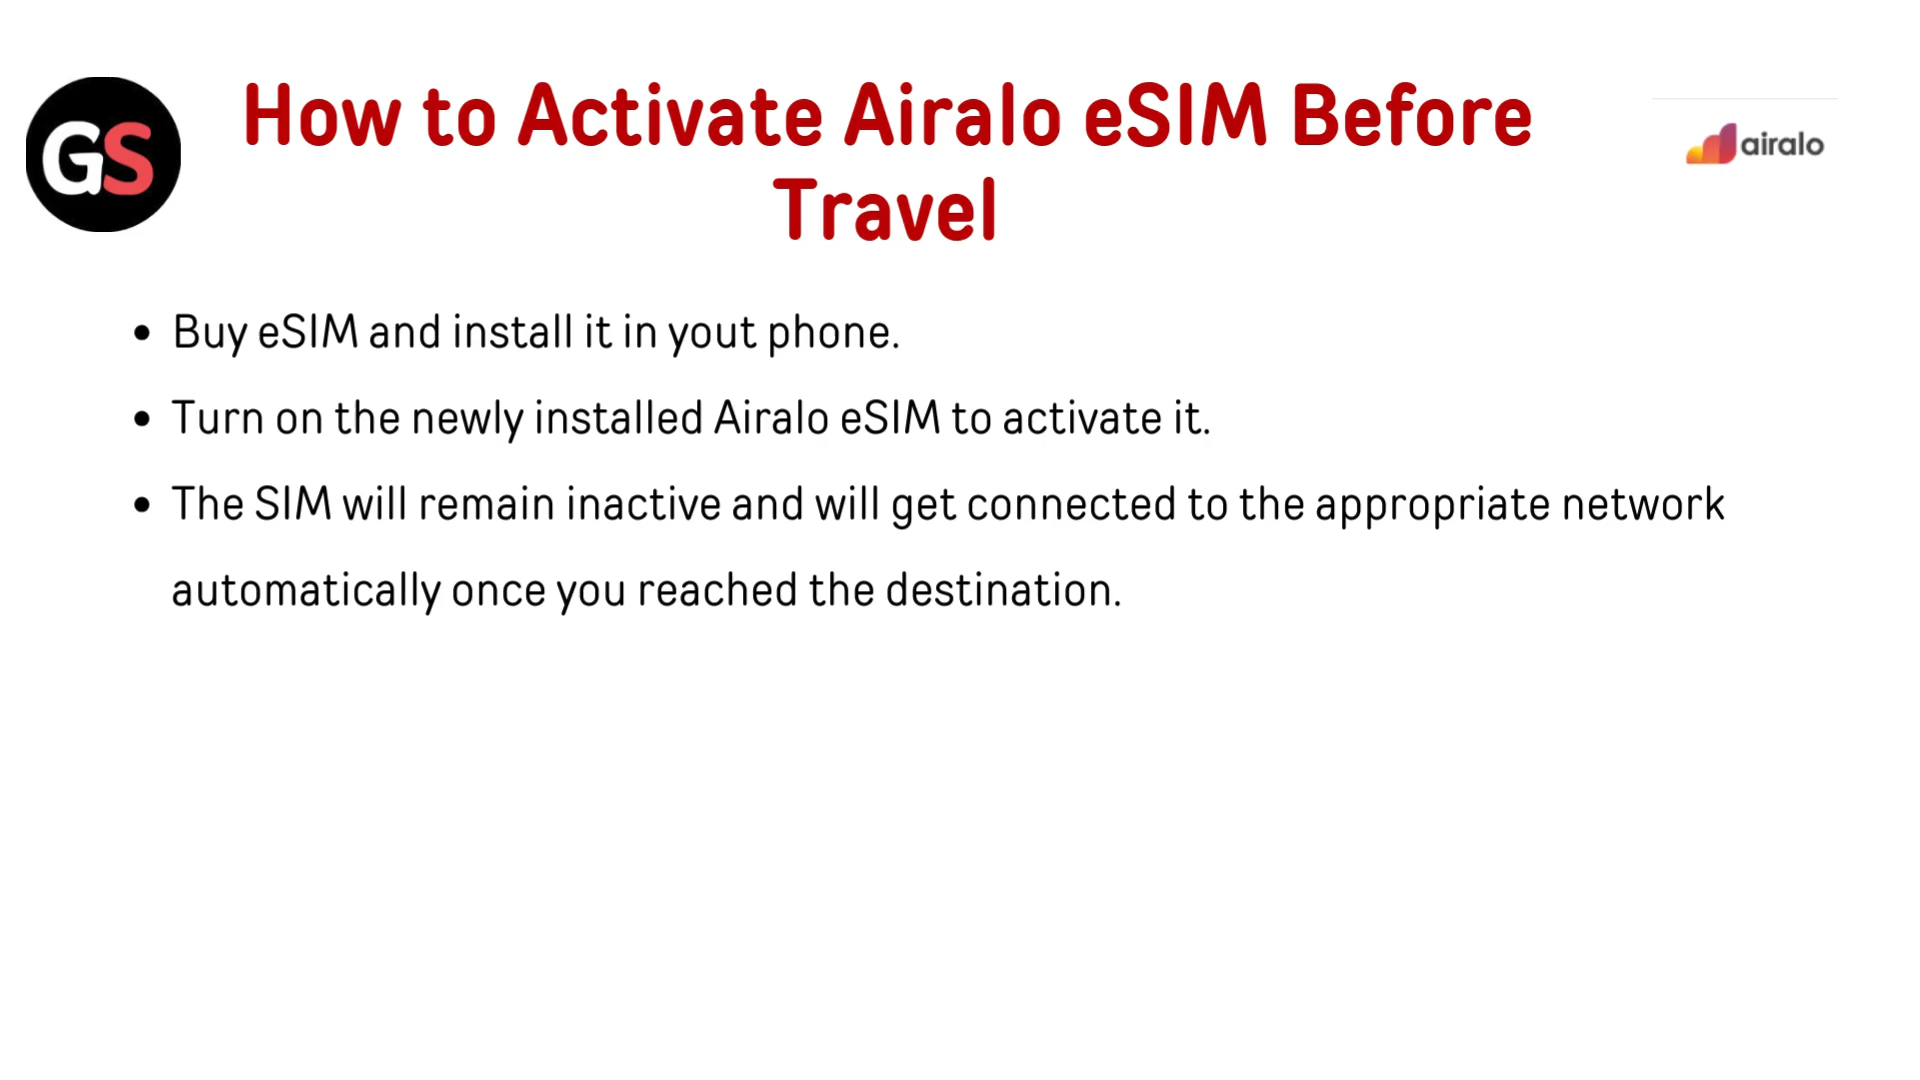 GS
How to Activate Airalo eSIM Before
Travel
airalo
• Buy eSIM and install it in yout phone.
• Turn on the newly installed Airalo eSIM to activate it.
• The SIM will remain inactive and will get connected to the appropriate network
automatically once you reached the destination.